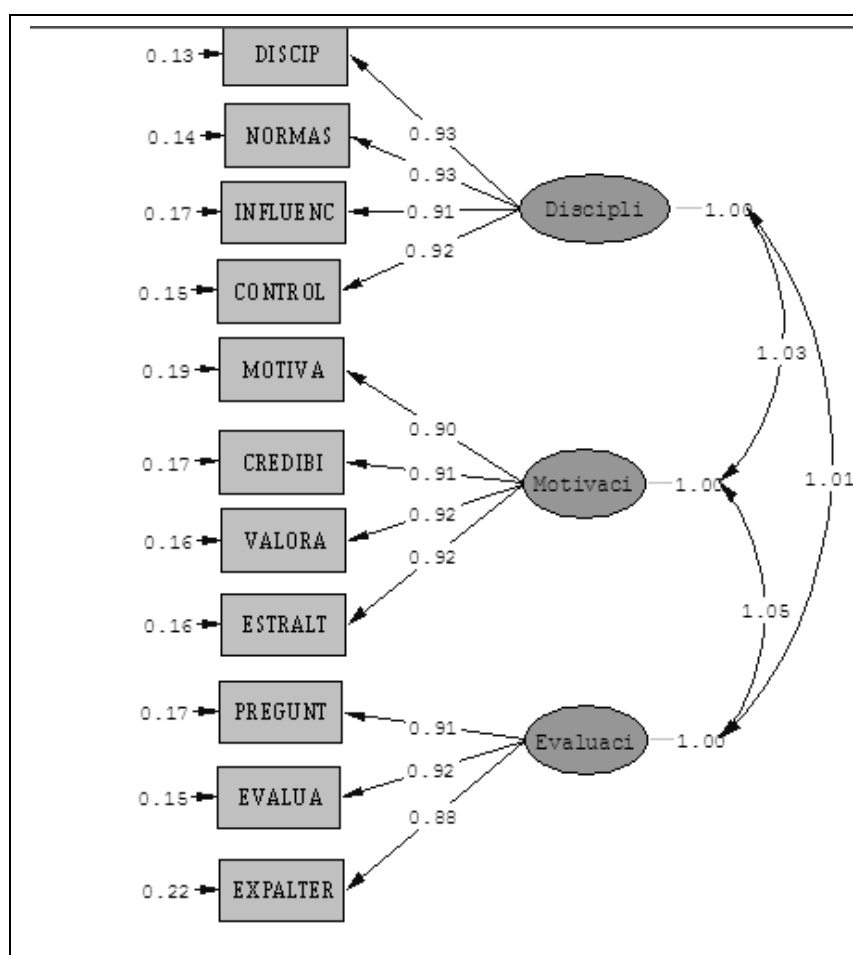 0.13 DISCIP
0.93
0.14 NORMAS
0.93
0.17 INFLUENC 0.91 Discipli 1.00
0.92
0.15 CONTROL
1.03
0.19 MOTIVA
0.90
0.17 CREDIBI
0.91
Motivaci 1.00 1.01
0.92
0.16 VALORA
0.92
1.05
0.16 ESTRALT
0.17 PREGUNT
0.91
Evaluaci 1.00
0.92
0.15 EVALUA
0.88
0.22 EXPALTER